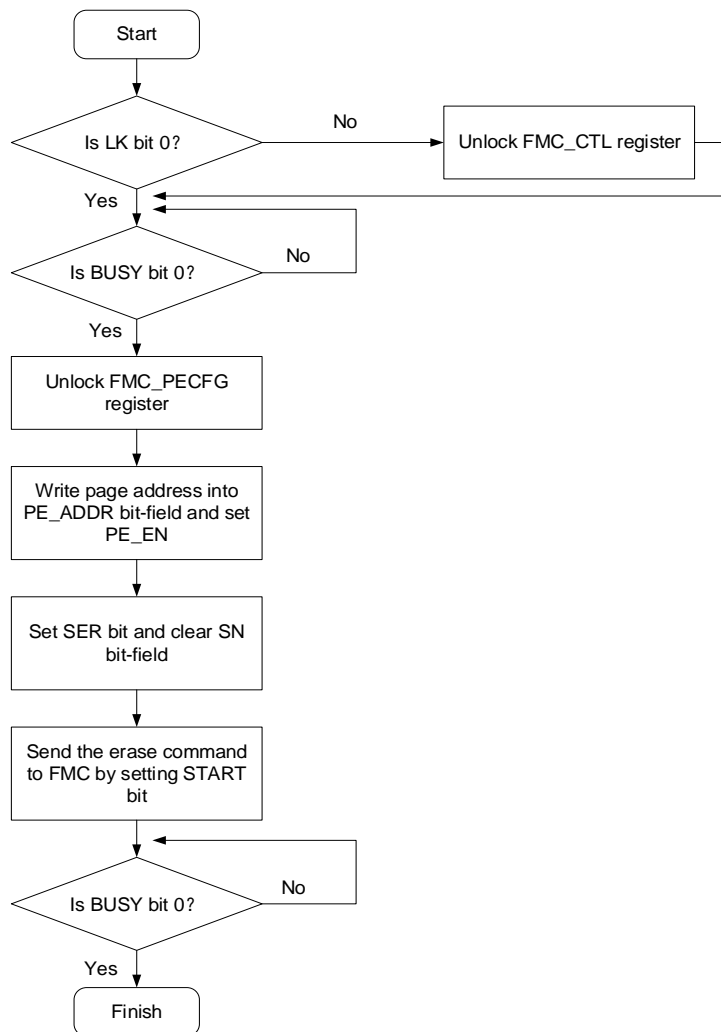 Start
Is LK bit 0?
No
Unlock FMC_CTL register
Yes
Is BUSY bit 0?
No
Yes
Unlock FMC_PECFG
register
Write page address into
PE_ADDR bit-field and set
PE_EN
Set SER bit and clear SN
bit-field
Send the erase command
to FMC by setting START
bit
Is BUSY bit 0?
No
Yes
Finish